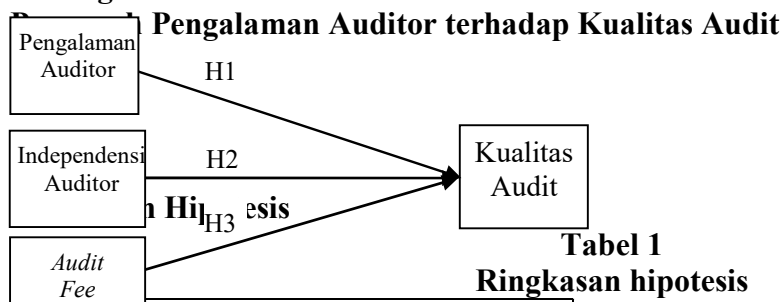 Pengalaman Auditor terhadap Kualitas Audit
Pengalaman
Auditor
H1
Independensi
Auditor
H2
Kualitas
Audit
H3
Audit
Fee
Tabel 1
Ringkasan hipotesis